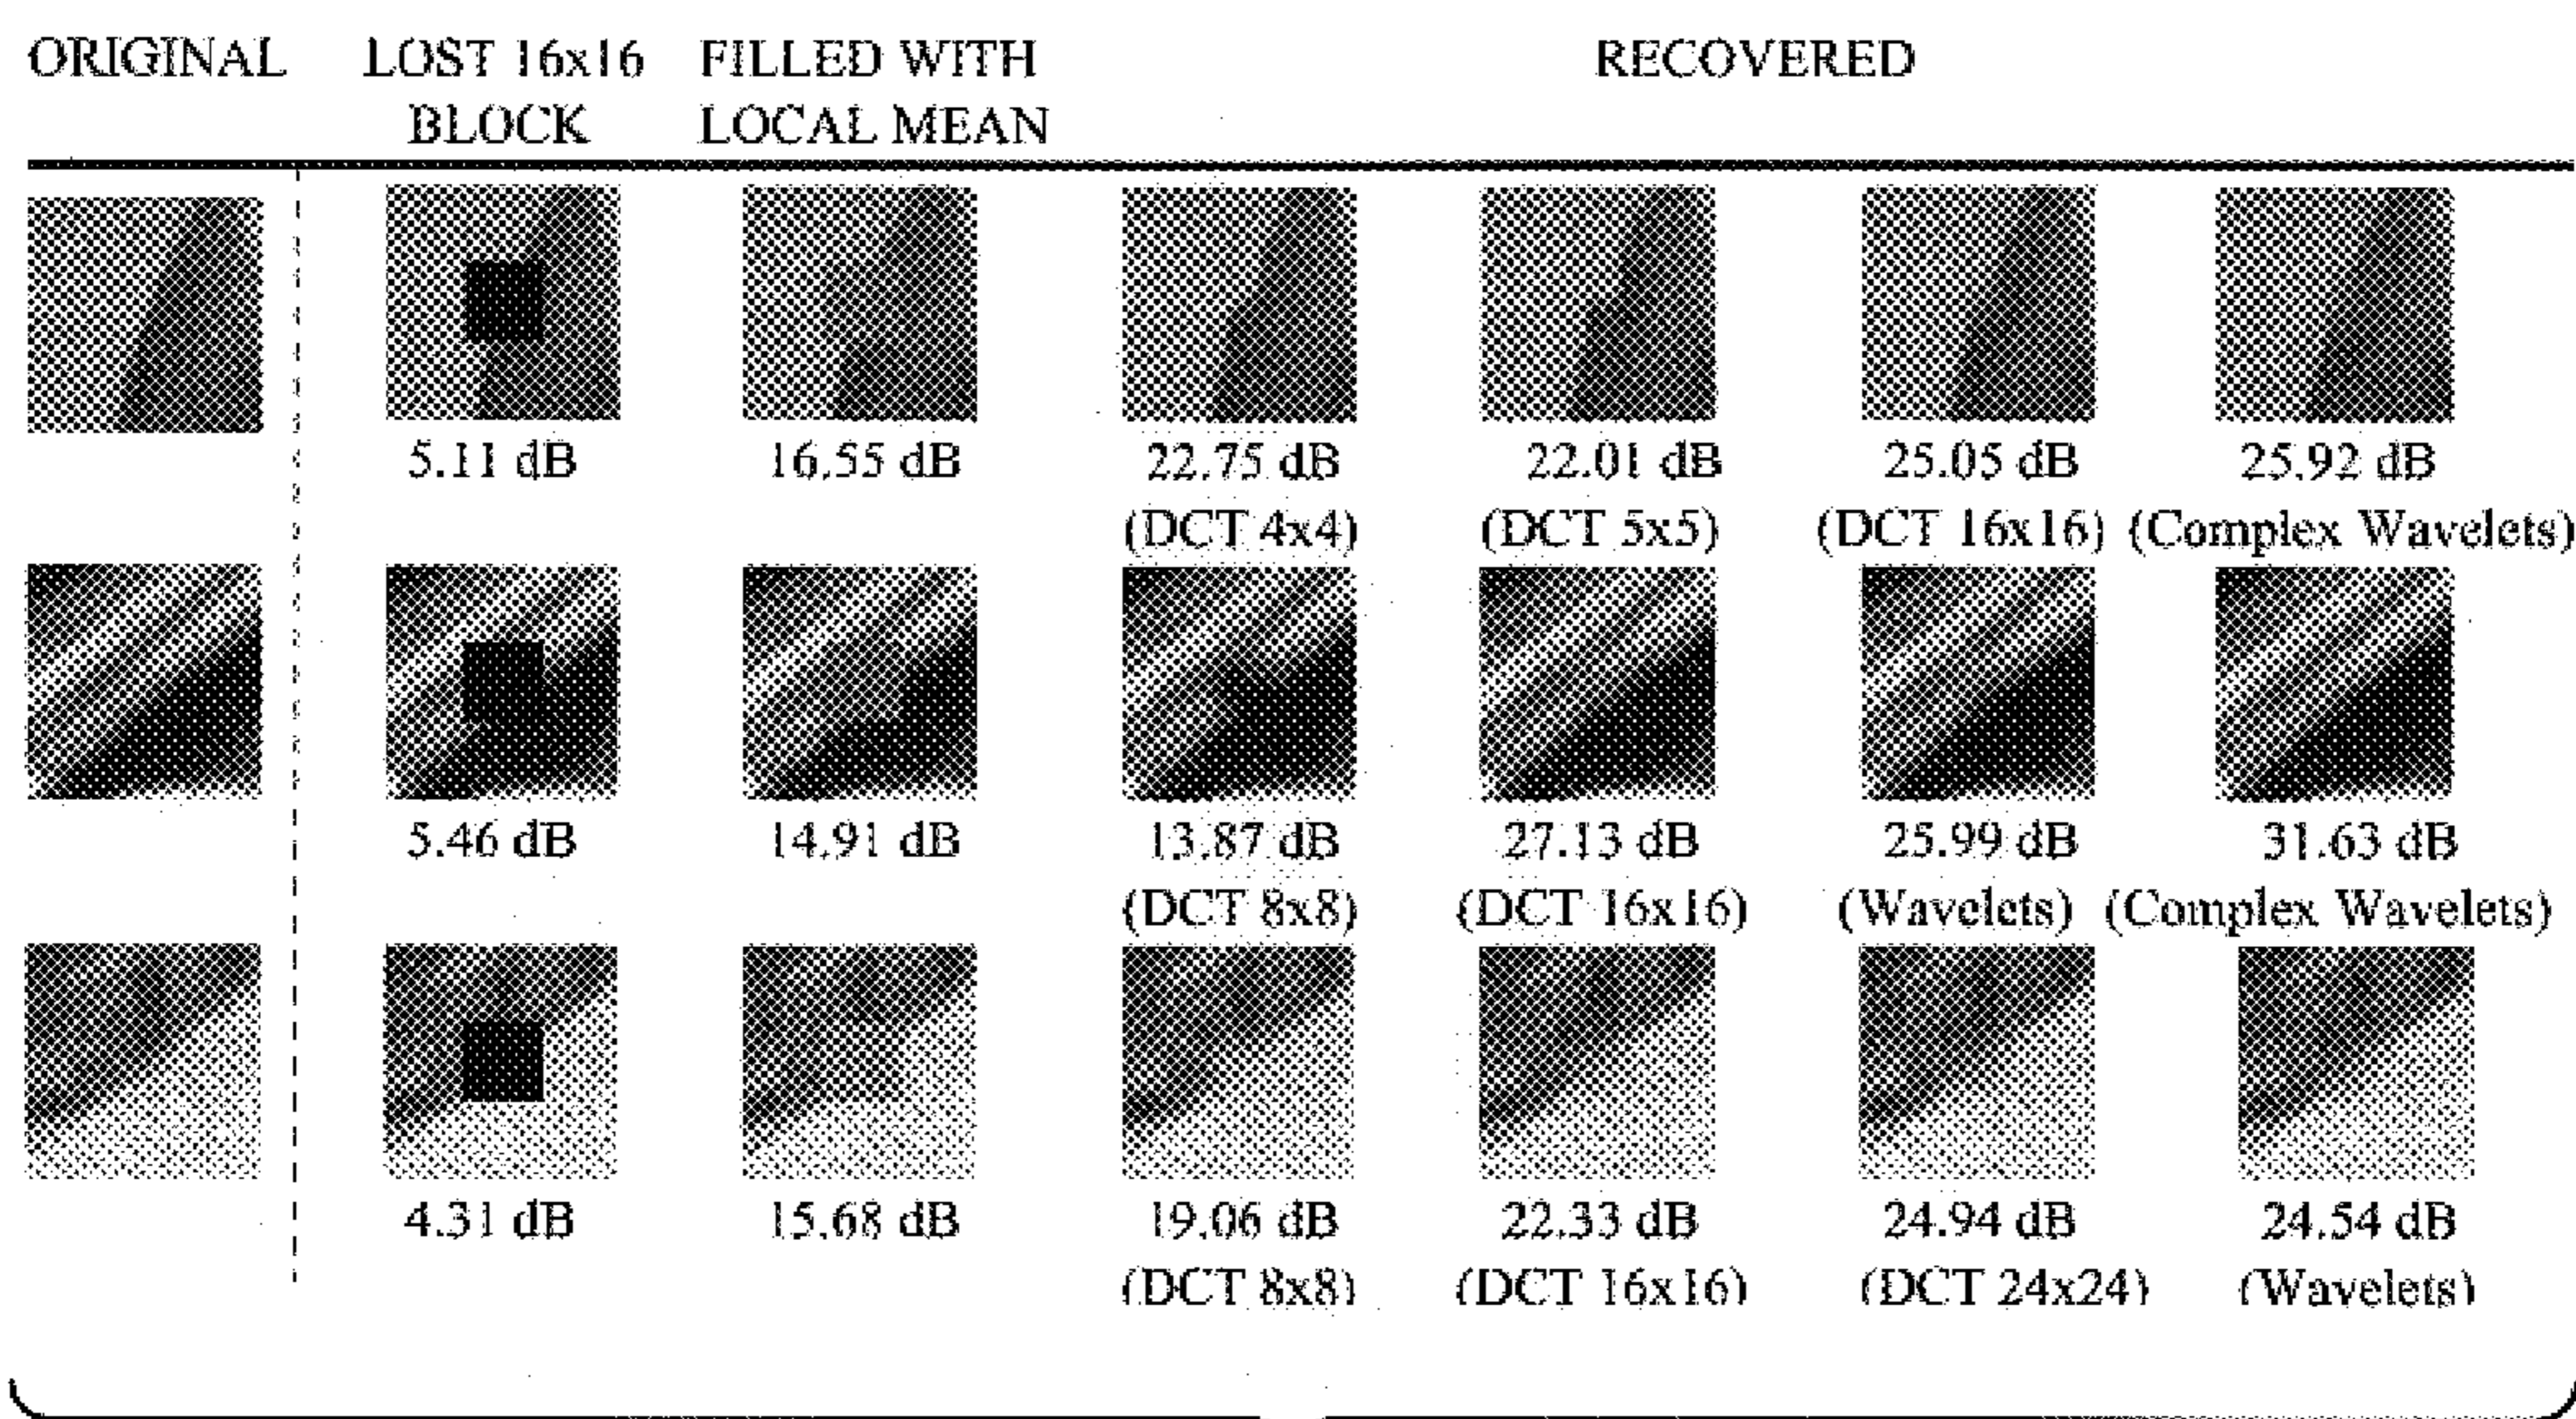 ORIGINAL LOST 16x16 FILLED WITH RECOVERED
BLOCK LOCAL MEAN
5.11 dB 16.55 dB 22.75 dB 22.01 dB 25.05 dB 25.92 dB
(DCT 4x4) (DCT 5x5) (DCT 16x16) (Complex Wavelets)
5.46 dB 14.91 dB 13.87 dB 27.13 dB 25.99 dB 31.63 dB
(DCT 8x8) (DCT 16x16) (Wavelets) (Complex Wavelets)
4.31 dB 15.68 dB 19.06 dB 22.33 dB 24.94 dB 24.54 dB
(DCT 8x8) (DCT 16x16) (DCT 24x24) (Wavelets)